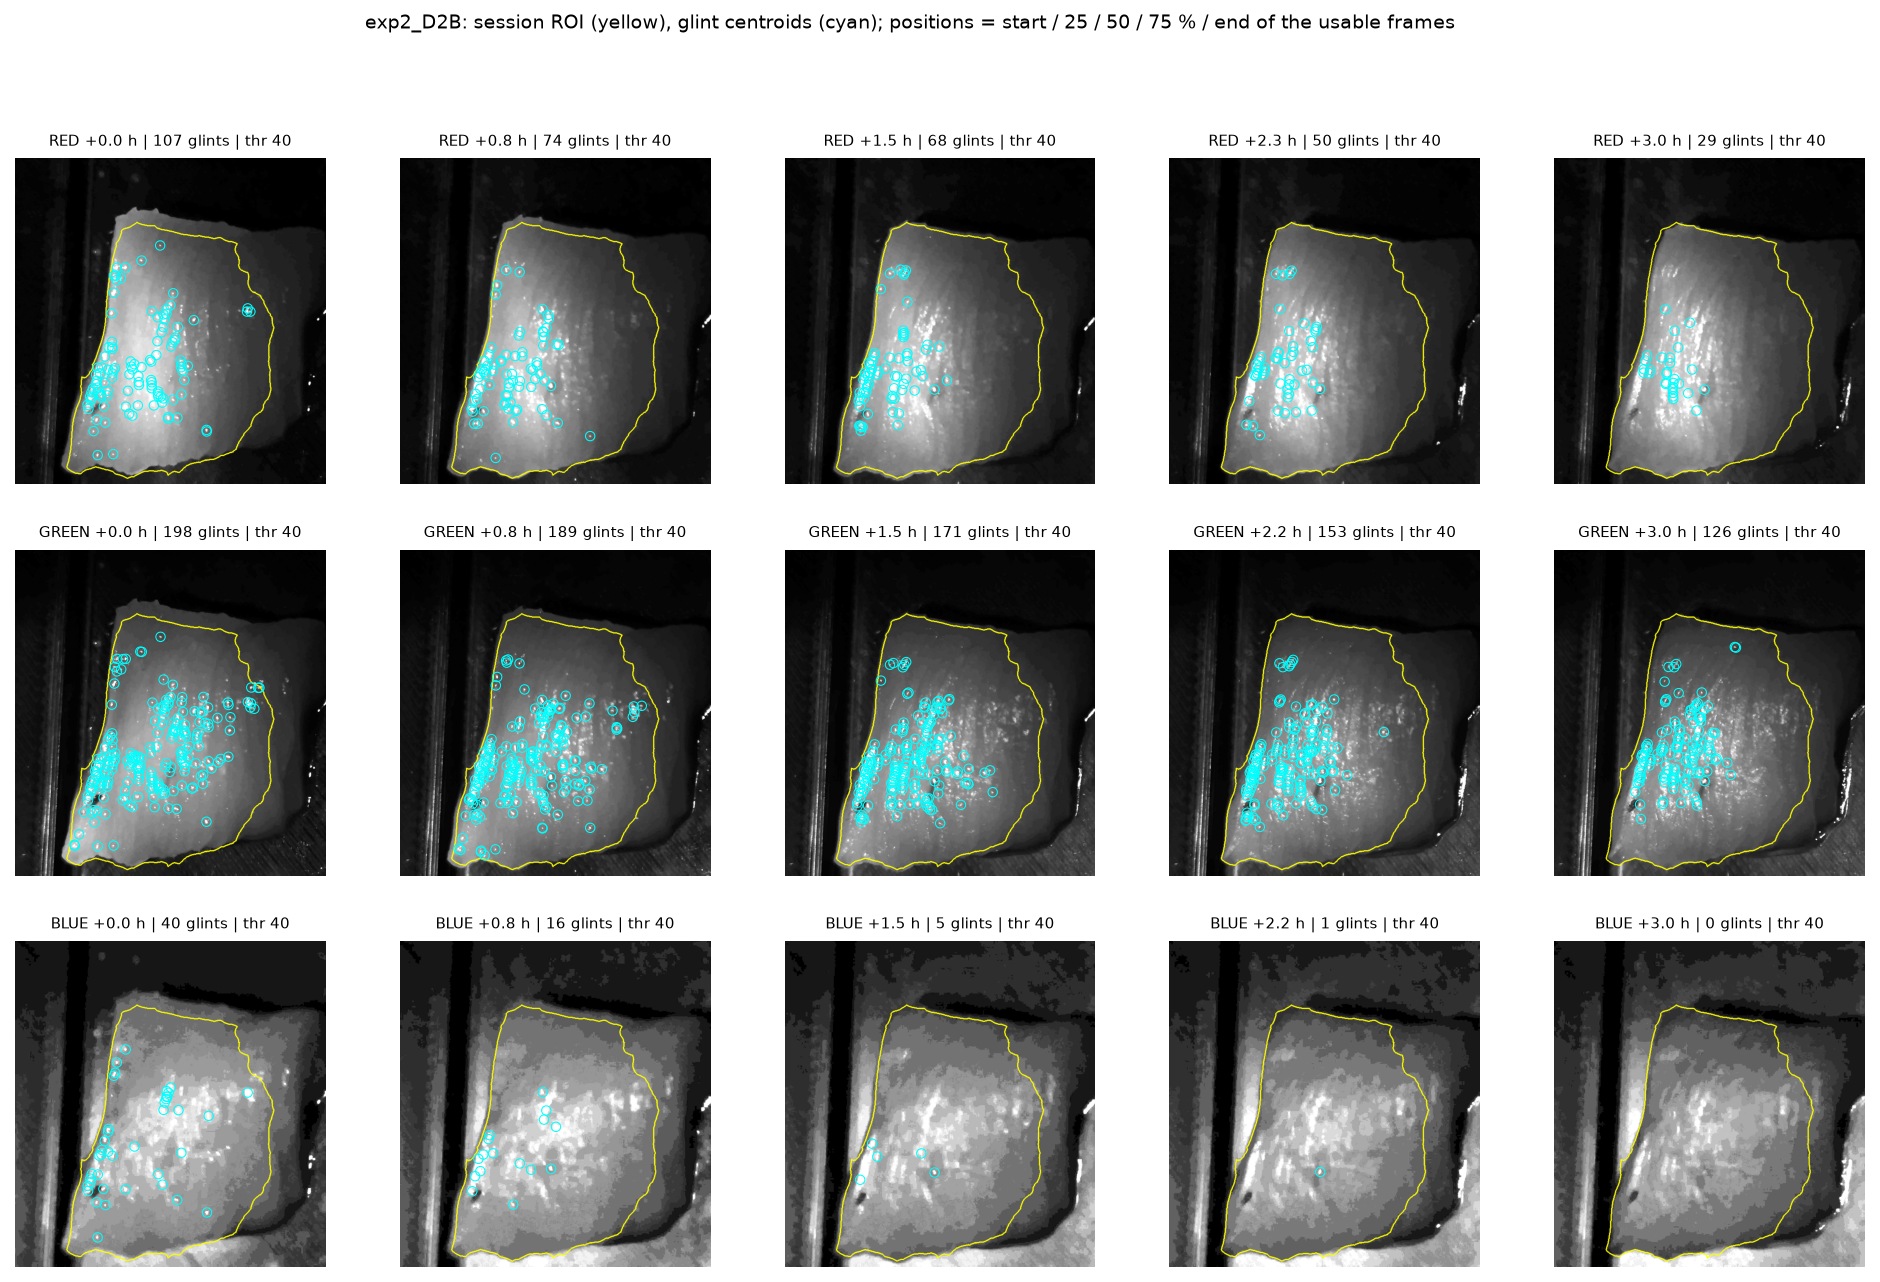 exp2_D2B: session ROI (yellow), glint centroids (cyan); positions = start / 25 / 50 / 75 % / end of the usable frames
RED +0.0 h | 107 glints | thr 40
RED +0.8 h | 74 glints | thr 40
RED +1.5 h | 68 glints | thr 40
RED +2.3 h | 50 glints | thr 40
RED +3.0 h | 29 glints | thr 40
GREEN +0.0 h | 198 glints | thr 40
GREEN +0.8 h | 189 glints | thr 40
GREEN +1.5 h | 171 glints | thr 40
GREEN +2.2 h | 153 glints | thr 40
GREEN +3.0 h | 126 glints | thr 40
BLUE +0.0 h | 40 glints | thr 40
BLUE +0.8 h | 16 glints | thr 40
BLUE +1.5 h | 5 glints | thr 40
BLUE +2.2 h | 1 glints | thr 40
BLUE +3.0 h | 0 glints | thr 40